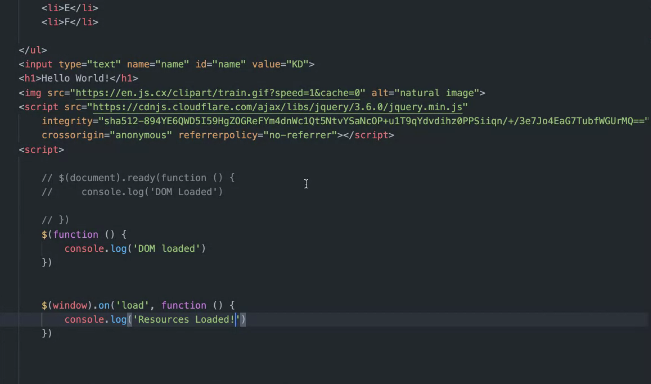 <li>E</li>
<li>F</li>
</ul>
<input type="text" name="name" id="name" value="KD">
<h1>Hello World!</h1>
<img src="https://en.js.cx/clipart/train.gif?speed=1&cache=0" alt="natural image">
<script src="https://cdnjs.cloudflare.com/ajax/libs/jquery/3.6.0/jquery.min.js"
integrity="sha512-894YE6QWD5I59HgZOGReFYm4dnWc1Qt5NtvYSaNcOP+u1T9qYdvdihz0PPSiiqn/+/3e7Jo4EaG7TubfWGUrMQ=="
crossorigin="anonymous" referrerpolicy="no-referrer"></script>
<script>
// $(document).ready(function () {
//     console.log('DOM Loaded')
// })
$(function () {
console.log('DOM loaded')
})
$(window).on('load', function () {
console.log('Resources Loaded!')
})